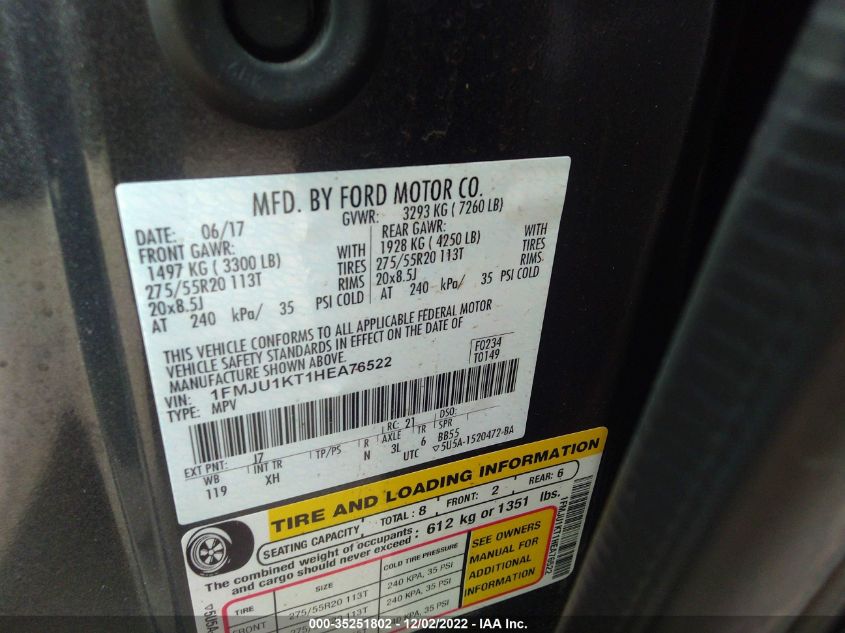 MFD. BY FORD MOTOR CO.
DATE: 06/17 GVWR: 3293 KG ( 7260 LB)
FRONT GAWR: REAR GAWR:
1497 KG ( 3300 LB) WITH 1928 KG ( 4250 LB) WITH
275/55R20 113T TIRES 275/55R20 113T TIRES
20x8.5J RIMS 20x8.5J RIMS
AT 240 kPa/ 35 PSI COLD AT 240 kPa/ 35 PSI COLD
THIS VEHICLE CONFORMS TO ALL APPLICABLE FEDERAL MOTOR
VEHICLE SAFETY STANDARDS IN EFFECT ON THE DATE OF
MANUFACTURE SHOWN ABOVE.
F0234
T0149
VIN: 1FMJU1KT1HEA76522
TYPE: MPV
EXT PNT: J7 RC: 21 DSO:
WB INT TR TP/PS R AXLE TR SPR
119 XH N 3L 6 BB55
UTC ▽5U5A-1520472-BA
TIRE AND LOADING INFORMATION
SEATING CAPACITY TOTAL: 8 FRONT: 2 REAR: 6
The combined weight of occupants
and cargo should never exceed: 612 kg or 1351 lbs.
TIRE SIZE COLD TIRE PRESSURE
FRONT 275/55R20 113T 240 KPA, 35 PSI
240 KPA, 35 PSI
SEE OWNERS
MANUAL FOR
ADDITIONAL
INFORMATION
1FMJU1KT1HEA76522
▽5U5A
000-35251802 - 12/02/2022 - IAA Inc.